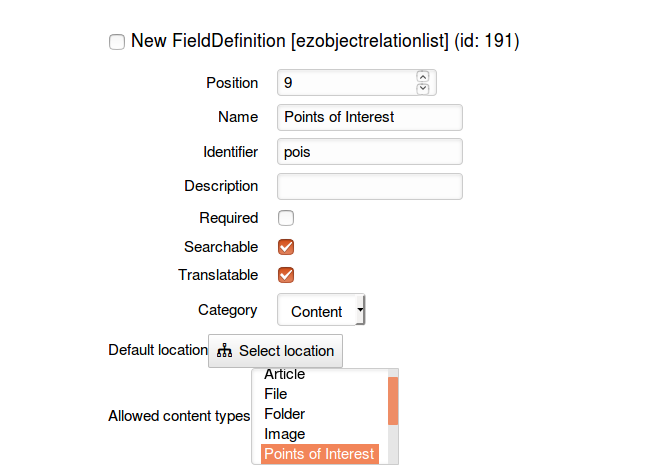 New FieldDefinition [ezobjectrelationlist] (id: 191)
Position 9
Name Points of Interest
Identifier pois
Description
Required
Searchable
Translatable
Category Content
Default location Select location
Article
File
Allowed content types Folder
Image
Points of Interest